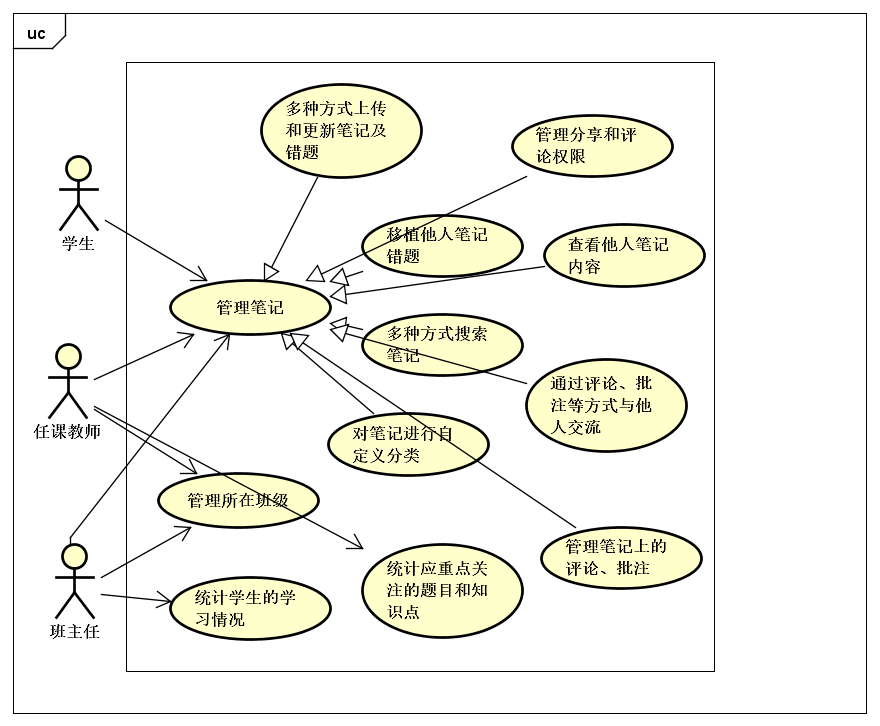 uc
多种方式上传
和更新笔记及
错题
管理分享和评
论权限
学生
移植他人笔记
错题
查看他人笔记
内容
管理笔记
多种方式搜索
笔记
任课教师
通过评论、批
注等方式与他
人交流
对笔记进行自
定义分类
管理所在班级
管理笔记上的
评论、批注
班主任
统计学生的学
习情况
统计应重点关
注的题目和知
识点